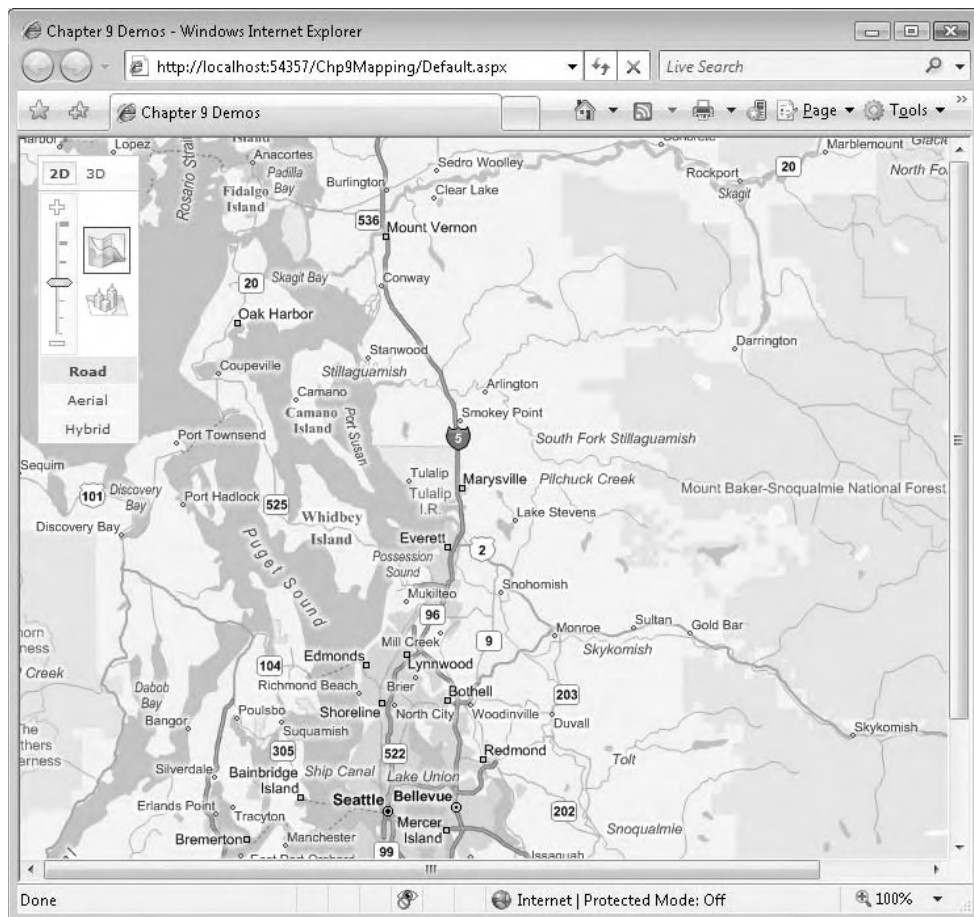 Chapter 9 Demos - Windows Internet Explorer
http://localhost:54357/Chp9Mapping/Default.aspx
Live Search
Chapter 9 Demos
Page
Tools
Lopez
Island
Anacortes
Sedro Woolley
Concrete
Marblemount
2D 3D
Rosario Strait
Padilla
Bay
Fidalgo
Island
Burlington
Clear Lake
Rockport
20
North
Skagit
536
Mount Vernon
Skagit Bay
Conway
20
Oak Harbor
Stanwood
Stillaguamish
Darrington
Coupeville
Road
Aerial
Hybrid
Camano
Camano
Island
Port Susan
Arlington
Smokey Point
5
South Fork Stillaguamish
Port Townsend
Sequim
101
Discovery
Bay
Port Hadlock
525
Tulalip
Tulalip
I.R.
Marysville
Pilchuck Creek
Mount Baker-Snoqualmie National Forest
Discovery Bay
Whidbey
Island
Lake Stevens
Everett
2
Puget Sound
Possession
Sound
Snohomish
Mukilteo
96
Mill Creek
9
Monroe
Sultan
Gold Bar
Skykomish
Edmonds
Lynnwood
104
Richmond Beach
Brier
Bothell
203
Dabob
Bay
Bangor
Poulsbo
Suquamish
Shoreline
North City
Woodinville
Duvall
Skykomish
305
522
Redmond
Tolt
Silverdale
Bainbridge
Island
Ship Canal
Lake Union
Erlands Point
Tracyton
Seattle
Bellevue
202
Bremerton
Manchester
Mercer
Island
Snoqualmie
99
East Port Orchard
Issaquah
Done
Internet | Protected Mode: Off
100%